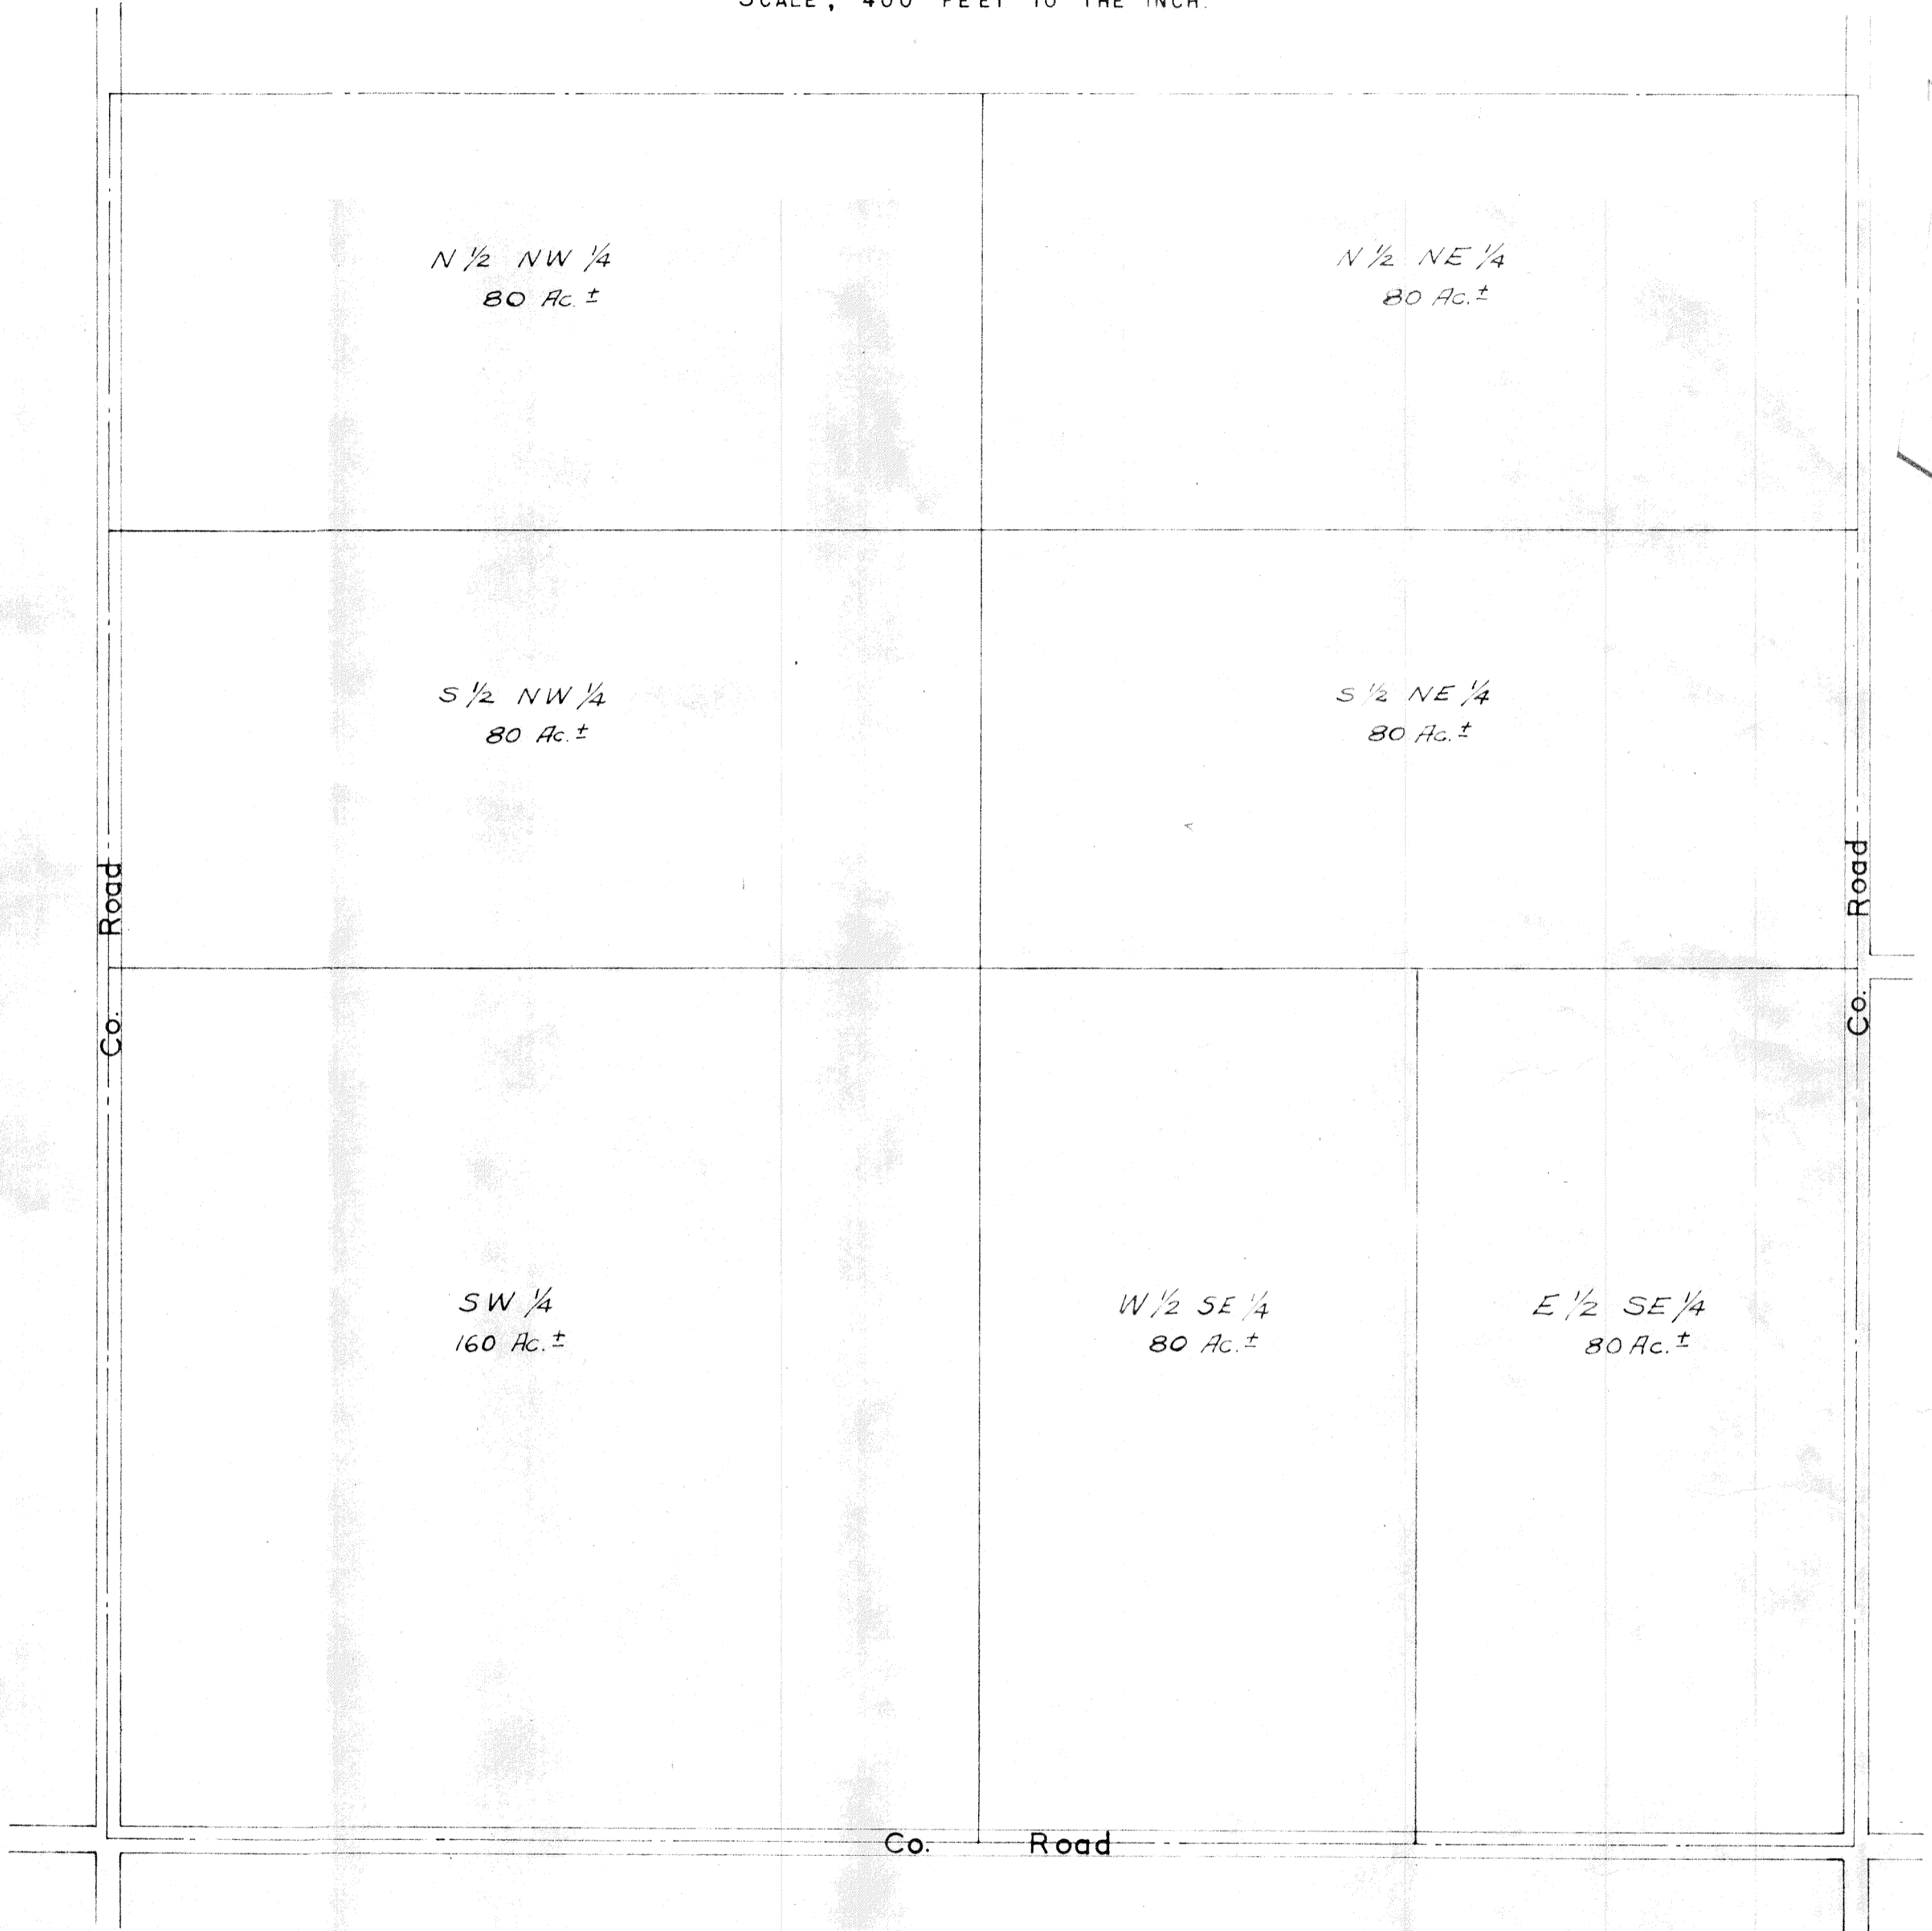 SCALE, 400 FEET TO THE INCH.
N 1/2 NW 1/4
80 Ac. ±
N 1/2 NE 1/4
80 Ac. ±
S 1/2 NW 1/4
80 Ac. ±
S 1/2 NE 1/4
80 Ac. ±
Co. Road
Co. Road
SW 1/4
160 Ac. ±
W 1/2 SE 1/4
80 Ac. ±
E 1/2 SE 1/4
80 Ac. ±
Co. Road